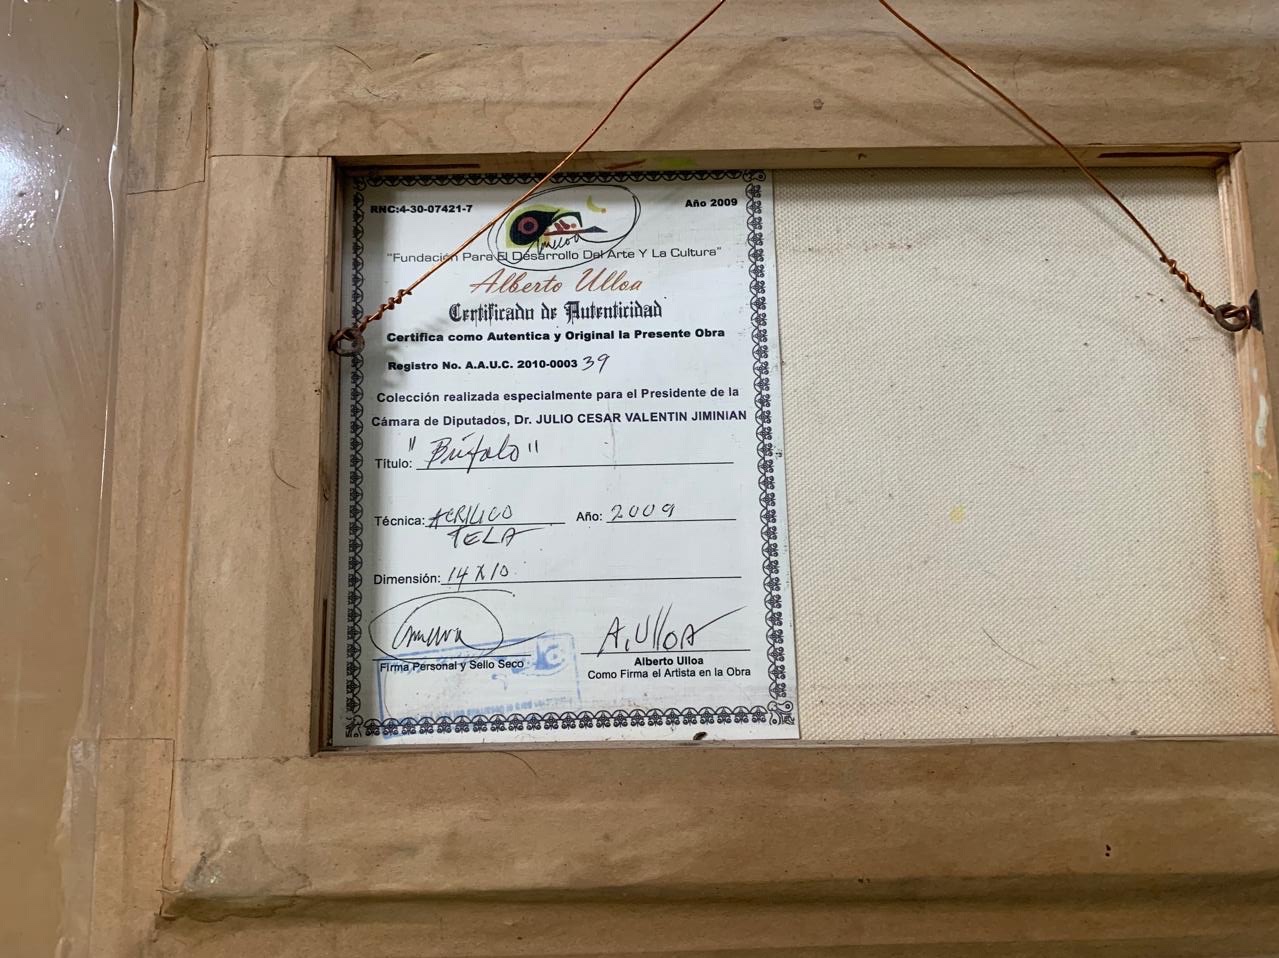 RNC:4-30-07421-7
Año 2009
"Fundación Para El Desarrollo Del Arte Y La Cultura"
Alberto Ulloa
Certificado de Autenticidad
Certifica como Autentica y Original la Presente Obra
Registro No. A.A.U.C. 2010-0003 39
Colección realizada especialmente para el Presidente de la
Cámara de Diputados, Dr. JULIO CESAR VALENTIN JIMINIAN
Título: "Búfalo"
Técnica: ACRILICO Año: 2009
TELA
Dimensión: 14 X 10
A. Ulloa
Firma Personal y Sello Seco
Alberto Ulloa
Como Firma el Artista en la Obra